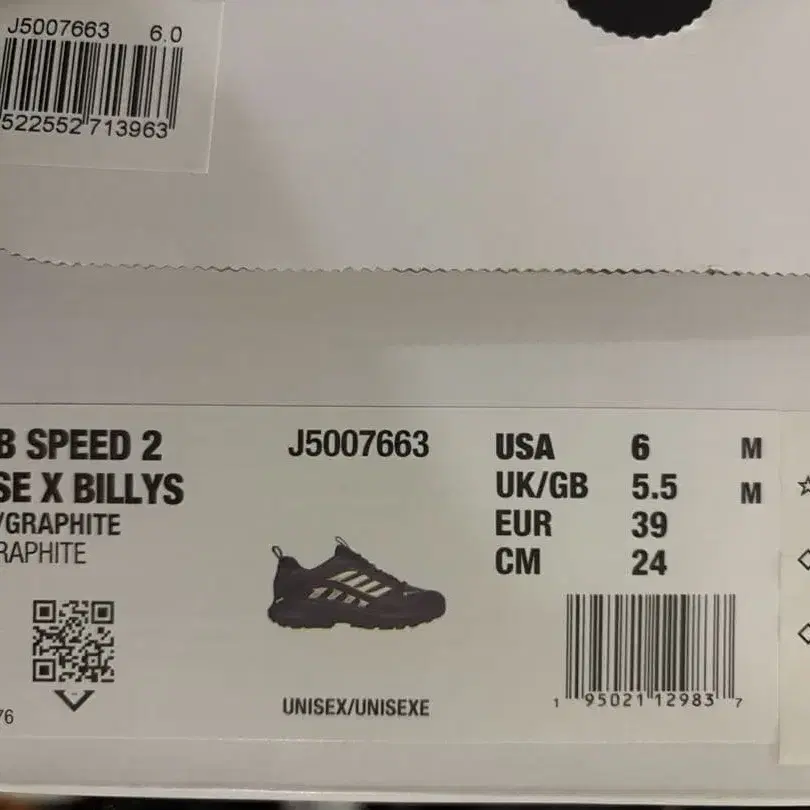 J5007663 6.0
522552 713963
B SPEED 2
SE X BILLYS
/GRAPHITE
RAPHITE
J5007663
USA 6 M
UK/GB 5.5 M
EUR 39
CM 24
UNISEX/UNISEXE
1 95021 12983 7
76